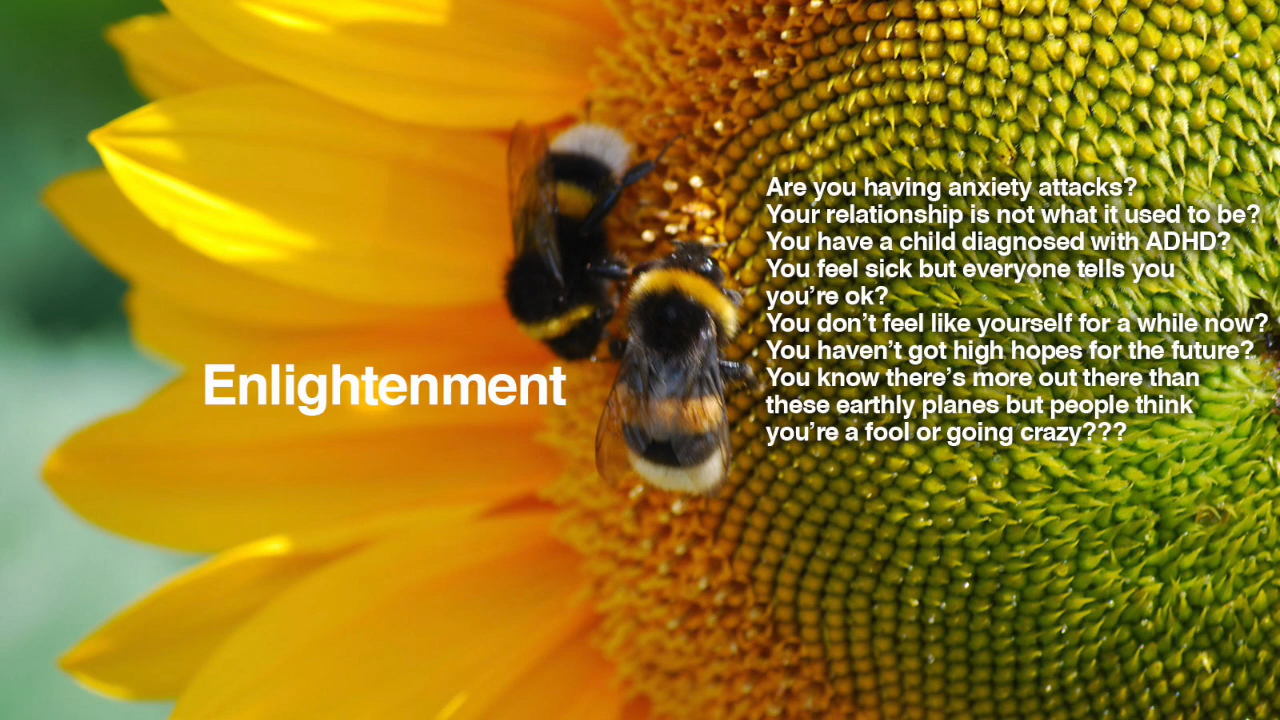 Enlightenment
Are you having anxiety attacks?
Your relationship is not what it used to be?
You have a child diagnosed with ADHD?
You feel sick but everyone tells you
you’re ok?
You don’t feel like yourself for a while now?
You haven’t got high hopes for the future?
You know there’s more out there than
these earthly planes but people think
you’re a fool or going crazy???